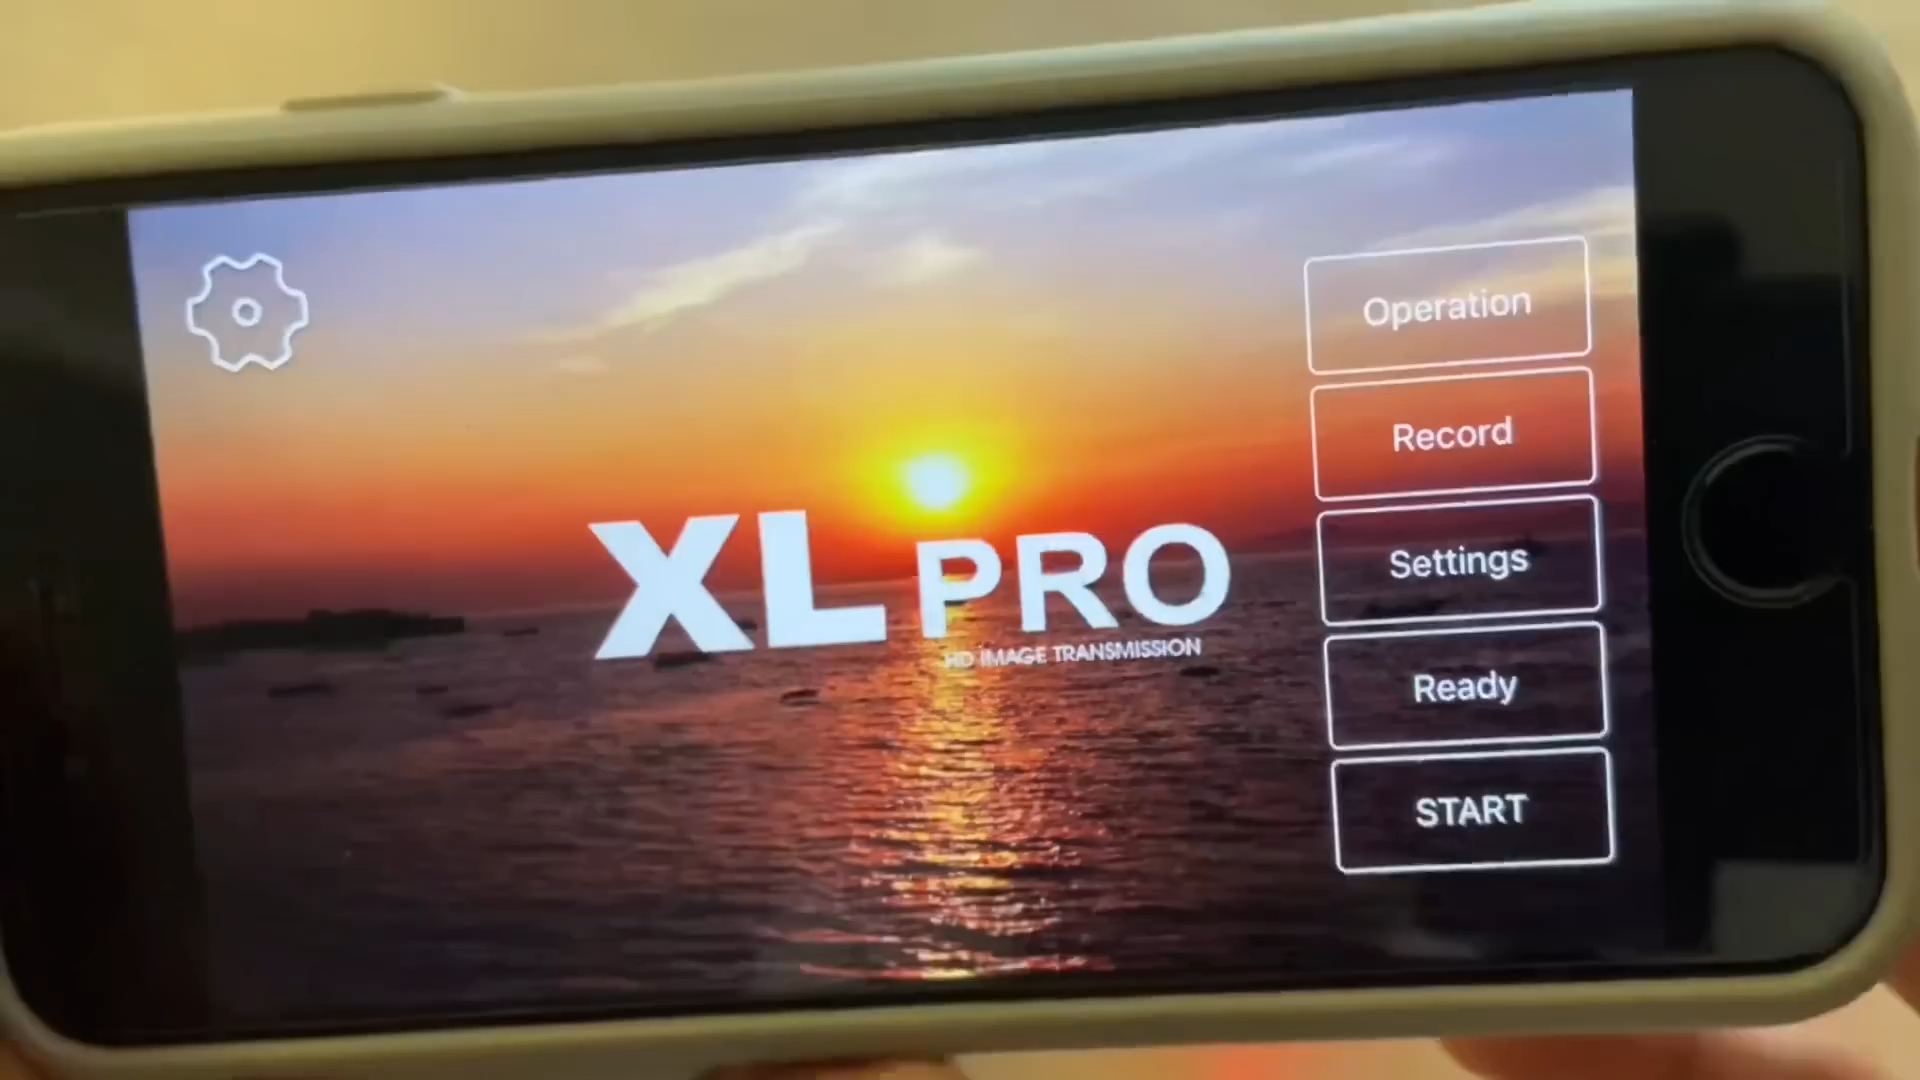 Operation
Record
XL PRO
HD IMAGE TRANSMISSION
Settings
Ready
START